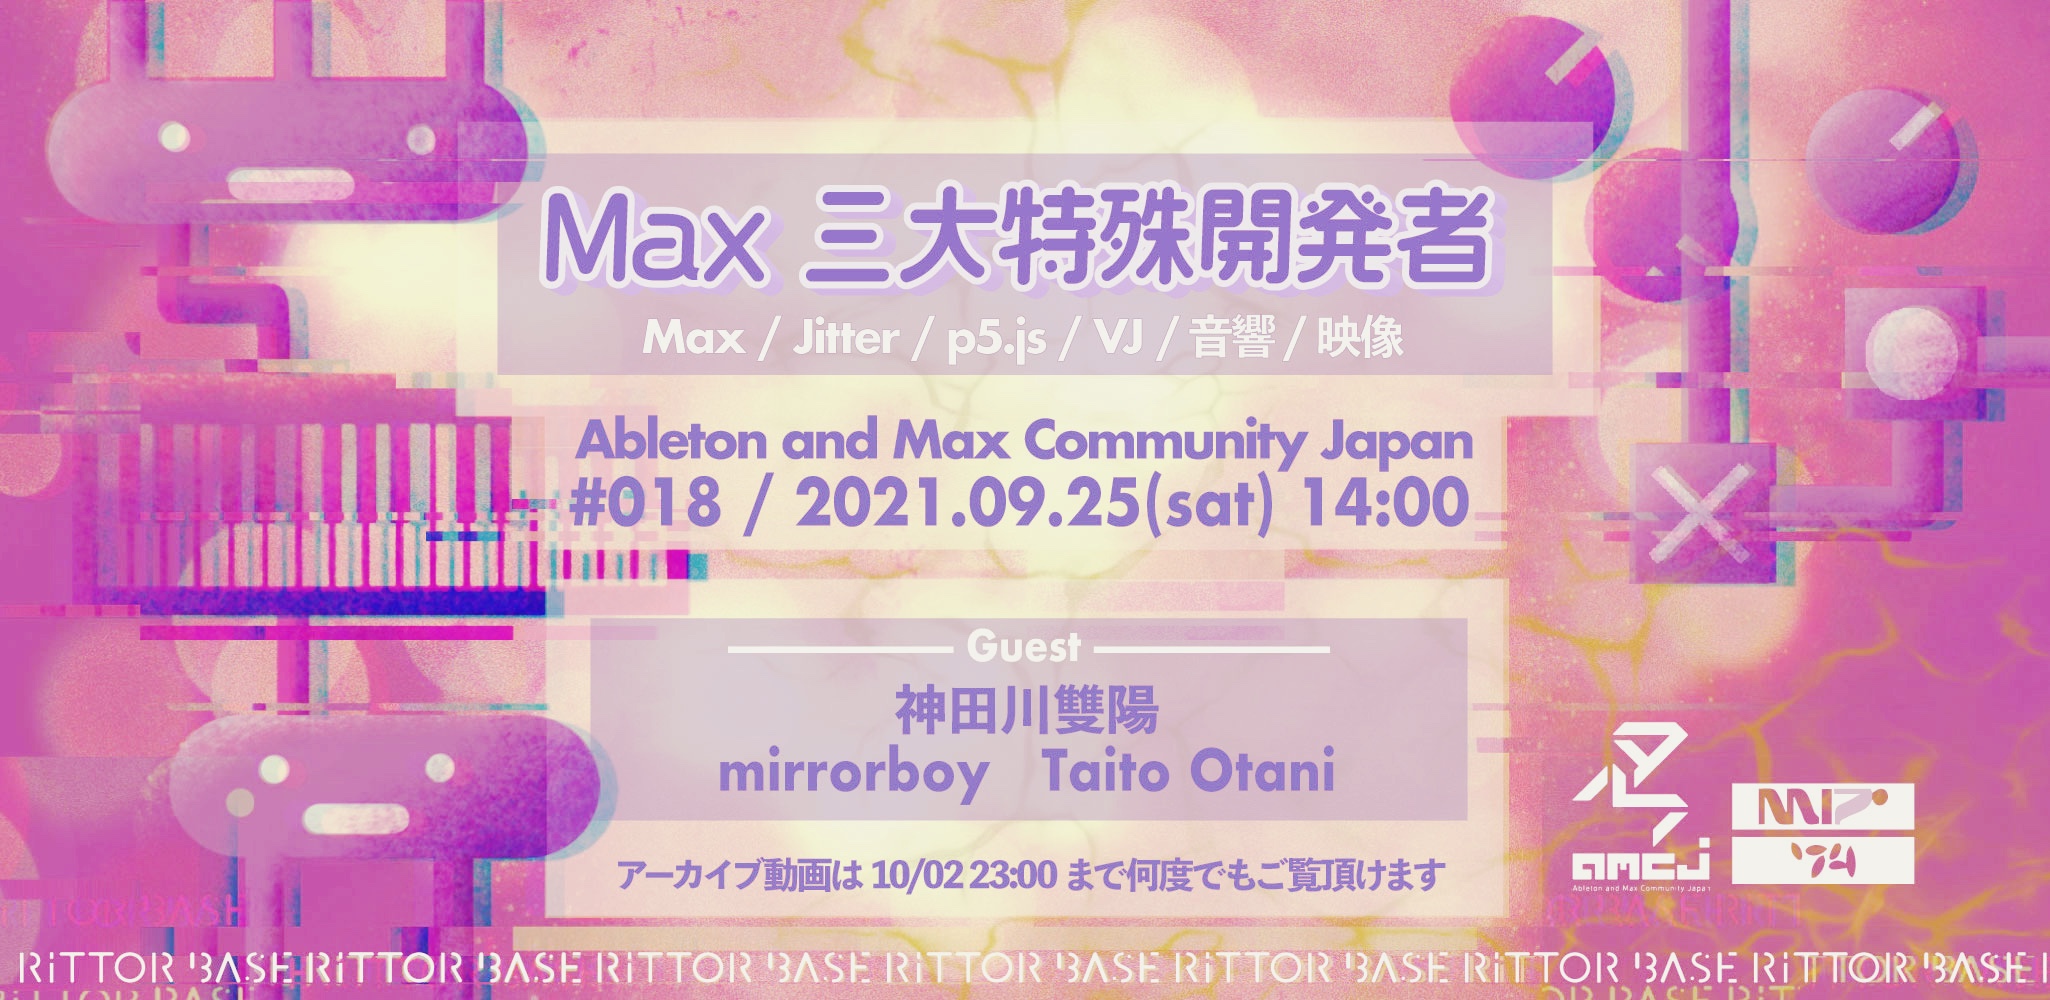 Max 三大特殊開発者
Max / Jitter / p5.js / VJ / 音響 / 映像
Ableton and Max Community Japan
#018 / 2021.09.25(sat) 14:00
Guest
神田川雙陽
mirrorboy Taito Otani
アーカイブ動画は 10/02 23:00 まで何度でもご覧頂けます
AMCJ
Ableton and Max Community Japan
'74
RiTTOR BASE RiTTOR BASE RiTTOR BASE RiTTOR BASE RiTTOR BASE RiTTOR BASE RiTTOR BASE